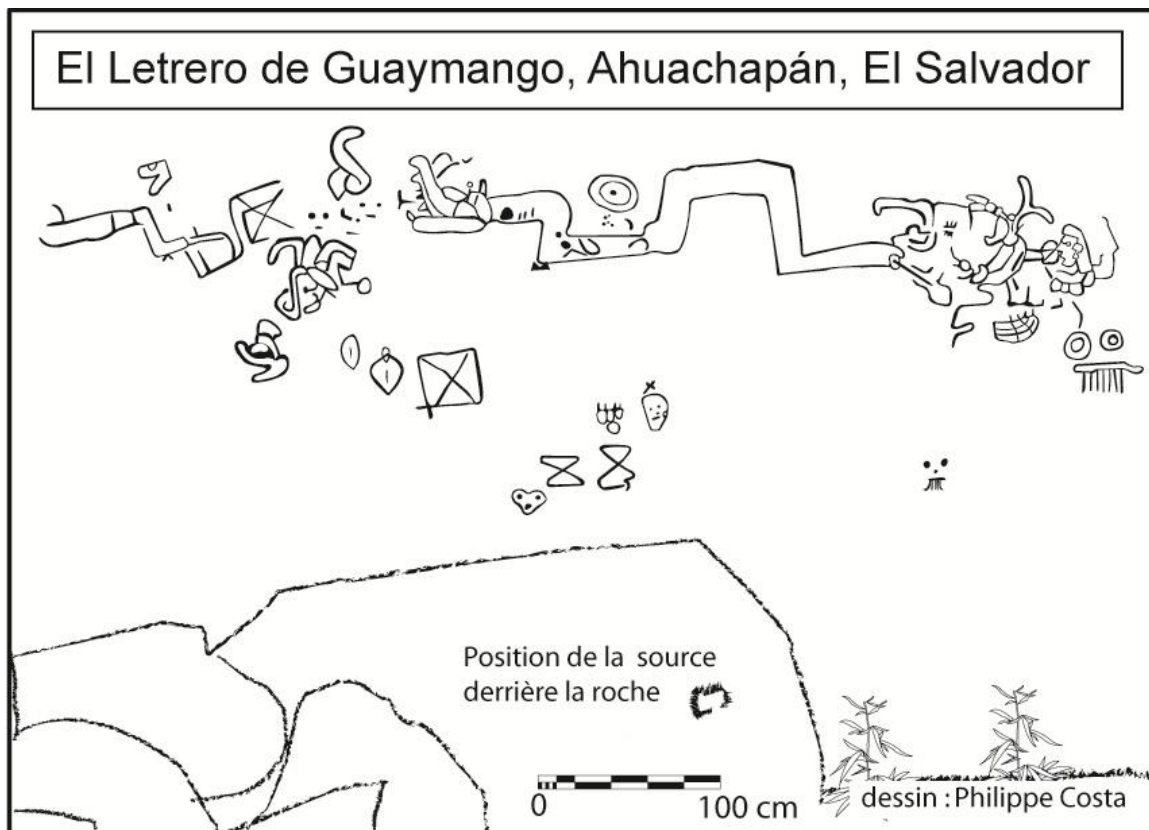 El Letrero de Guaymango, Ahuachapán, El Salvador
Position de la source
derrière la roche
0 100 cm
dessin : Philippe Costa